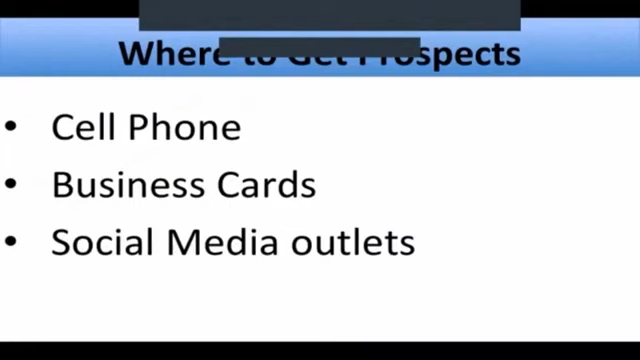 Where to Get Prospects
• Cell Phone
• Business Cards
• Social Media outlets